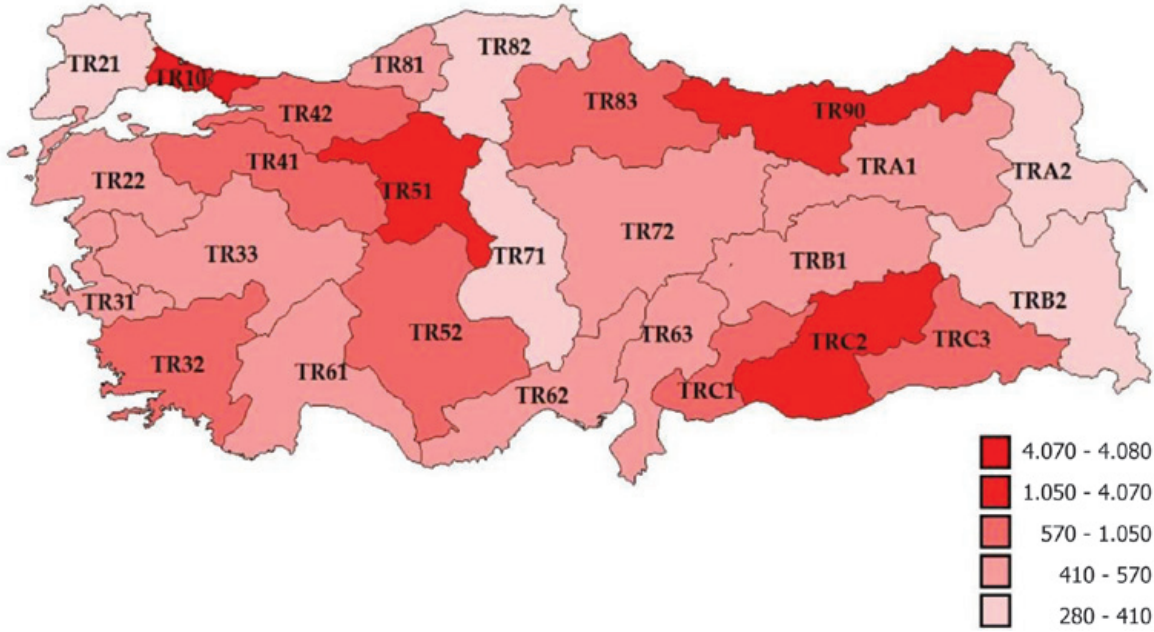 TR82
TR21
TR81
TR10
TR83
TR90
TR42
TR41
TRA1
TRA2
TR22
TR51
TR72
TR33
TR71
TRB1
TR31
TRB2
TR52
TR63
TRC2
TRC3
TR32
TR61
TRC1
TR62
4.070 - 4.080
1.050 - 4.070
570 - 1.050
410 - 570
280 - 410